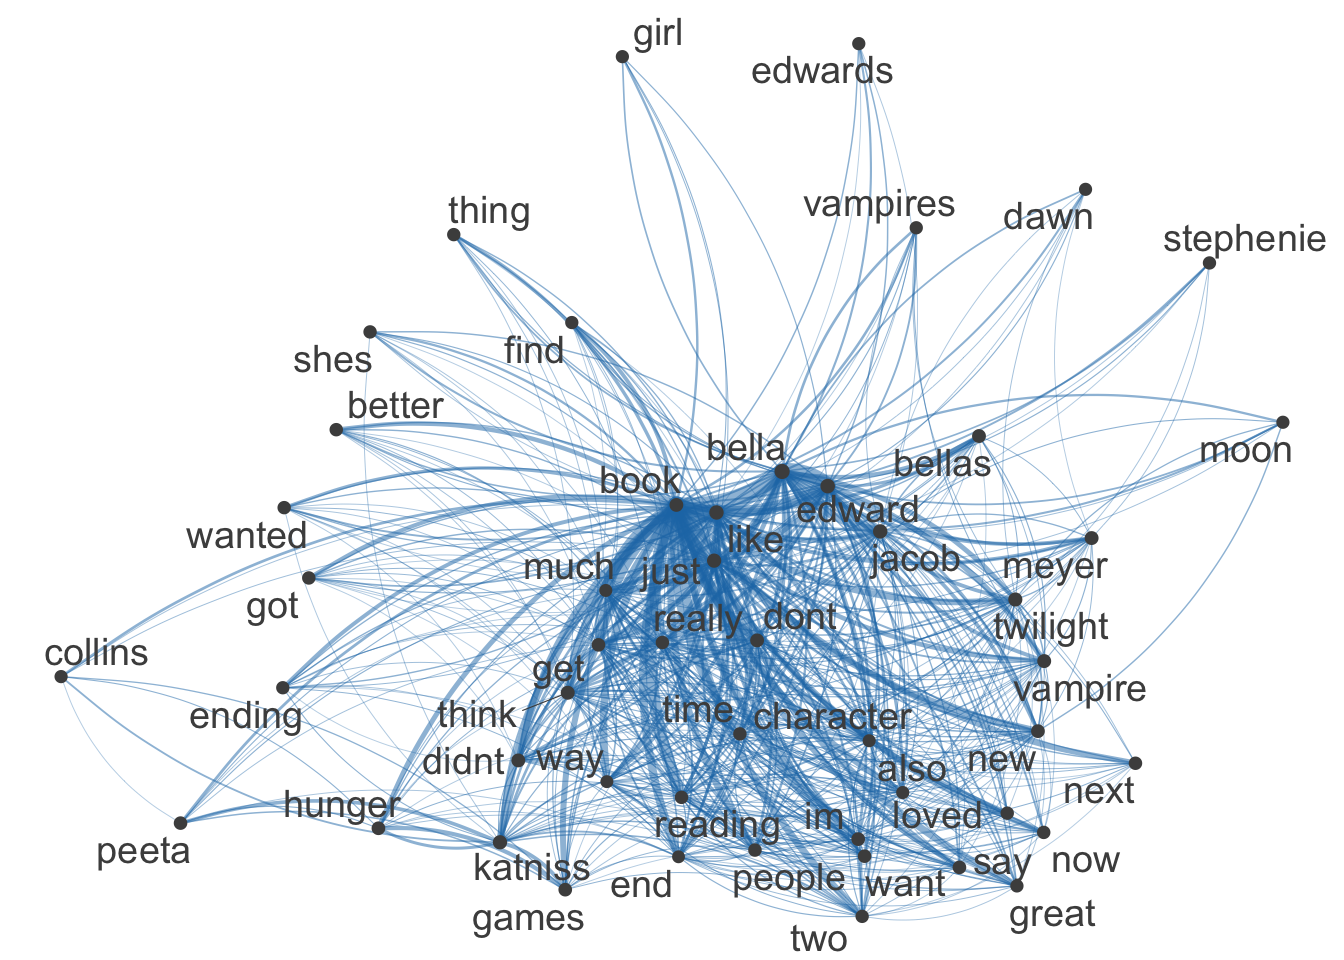 girl
edwards
thing
vampires
dawn
stephenie
shes
find
better
bella
bellas
moon
book
wanted
edward
like
much
just
jacob
meyer
got
really
dont
twilight
collins
get
vampire
ending
think
time
character
didnt
way
also
new
next
hunger
reading
im
loved
peeta
katniss
end
people
want
say
now
games
two
great